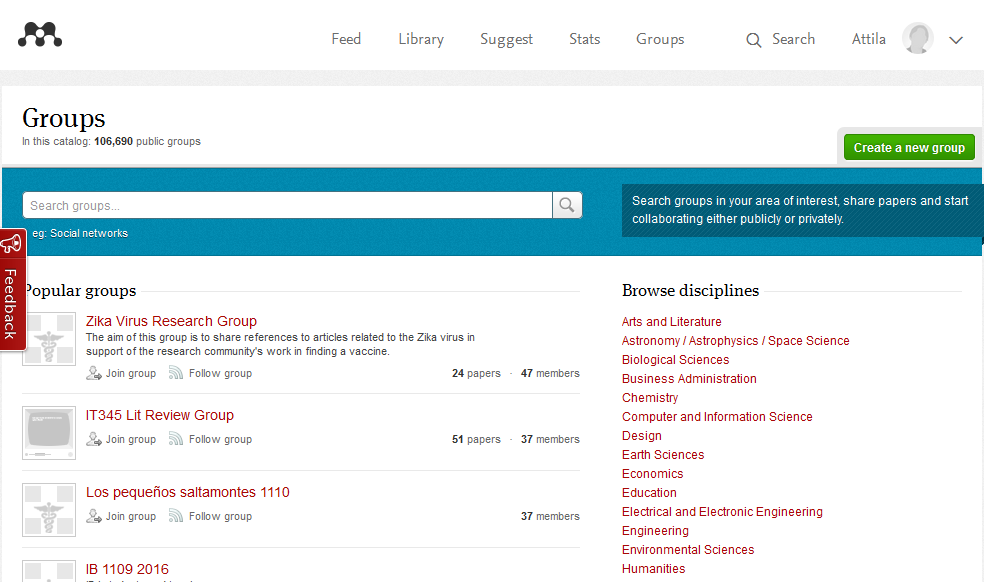 Feed Library Suggest Stats Groups Search Attila
Groups
In this catalog: 106,690 public groups
Create a new group
Search groups...
eg: Social networks
Search groups in your area of interest, share papers and start
collaborating either publicly or privately.
Feedback
Popular groups
Zika Virus Research Group
The aim of this group is to share references to articles related to the Zika virus in
support of the research community's work in finding a vaccine.
Join group Follow group 24 papers · 47 members
IT345 Lit Review Group
Join group Follow group 51 papers · 37 members
Los pequeños saltamontes 1110
Join group Follow group 37 members
IB 1109 2016
Browse disciplines
Arts and Literature
Astronomy / Astrophysics / Space Science
Biological Sciences
Business Administration
Chemistry
Computer and Information Science
Design
Earth Sciences
Economics
Education
Electrical and Electronic Engineering
Engineering
Environmental Sciences
Humanities